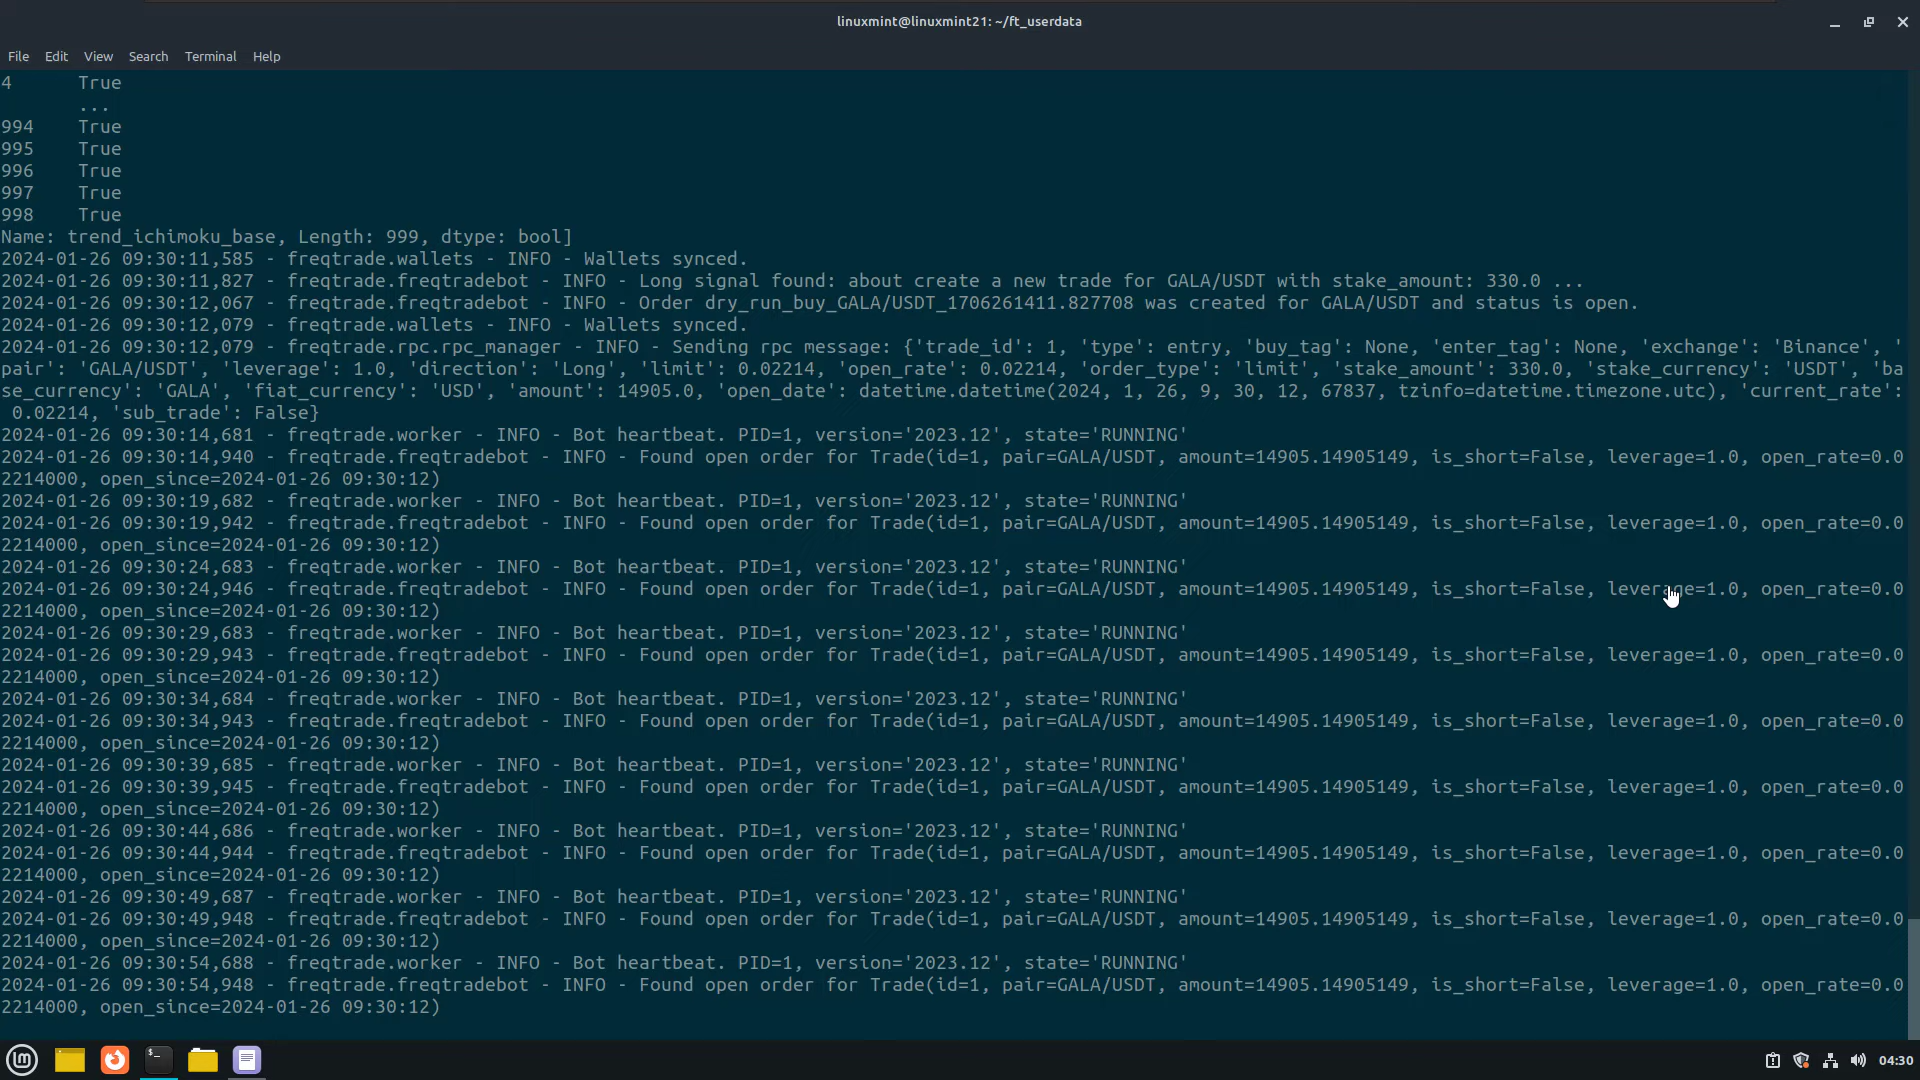 linuxmint@linuxmint21: ~/ft_userdata
File Edit View Search Terminal Help
4      True
       ...
994    True
995    True
996    True
997    True
998    True
Name: trend_ichimoku_base, Length: 999, dtype: bool]
2024-01-26 09:30:11,585 - freqtrade.wallets - INFO - Wallets synced.
2024-01-26 09:30:11,827 - freqtrade.freqtradebot - INFO - Long signal found: about create a new trade for GALA/USDT with stake_amount: 330.0 ...
2024-01-26 09:30:12,067 - freqtrade.freqtradebot - INFO - Order dry_run_buy_GALA/USDT_1706261411.827708 was created for GALA/USDT and status is open.
2024-01-26 09:30:12,079 - freqtrade.wallets - INFO - Wallets synced.
2024-01-26 09:30:12,079 - freqtrade.rpc.rpc_manager - INFO - Sending rpc message: {'trade_id': 1, 'type': entry, 'buy_tag': None, 'enter_tag': None, 'exchange': 'Binance', '
pair': 'GALA/USDT', 'leverage': 1.0, 'direction': 'Long', 'limit': 0.02214, 'open_rate': 0.02214, 'order_type': 'limit', 'stake_amount': 330.0, 'stake_currency': 'USDT', 'ba
se_currency': 'GALA', 'fiat_currency': 'USD', 'amount': 14905.0, 'open_date': datetime.datetime(2024, 1, 26, 9, 30, 12, 67837, tzinfo=datetime.timezone.utc), 'current_rate':
 0.02214, 'sub_trade': False}
2024-01-26 09:30:14,681 - freqtrade.worker - INFO - Bot heartbeat. PID=1, version='2023.12', state='RUNNING'
2024-01-26 09:30:14,940 - freqtrade.freqtradebot - INFO - Found open order for Trade(id=1, pair=GALA/USDT, amount=14905.14905149, is_short=False, leverage=1.0, open_rate=0.0
2214000, open_since=2024-01-26 09:30:12)
2024-01-26 09:30:19,682 - freqtrade.worker - INFO - Bot heartbeat. PID=1, version='2023.12', state='RUNNING'
2024-01-26 09:30:19,942 - freqtrade.freqtradebot - INFO - Found open order for Trade(id=1, pair=GALA/USDT, amount=14905.14905149, is_short=False, leverage=1.0, open_rate=0.0
2214000, open_since=2024-01-26 09:30:12)
2024-01-26 09:30:24,683 - freqtrade.worker - INFO - Bot heartbeat. PID=1, version='2023.12', state='RUNNING'
2024-01-26 09:30:24,946 - freqtrade.freqtradebot - INFO - Found open order for Trade(id=1, pair=GALA/USDT, amount=14905.14905149, is_short=False, leverage=1.0, open_rate=0.0
2214000, open_since=2024-01-26 09:30:12)
2024-01-26 09:30:29,683 - freqtrade.worker - INFO - Bot heartbeat. PID=1, version='2023.12', state='RUNNING'
2024-01-26 09:30:29,943 - freqtrade.freqtradebot - INFO - Found open order for Trade(id=1, pair=GALA/USDT, amount=14905.14905149, is_short=False, leverage=1.0, open_rate=0.0
2214000, open_since=2024-01-26 09:30:12)
2024-01-26 09:30:34,684 - freqtrade.worker - INFO - Bot heartbeat. PID=1, version='2023.12', state='RUNNING'
2024-01-26 09:30:34,943 - freqtrade.freqtradebot - INFO - Found open order for Trade(id=1, pair=GALA/USDT, amount=14905.14905149, is_short=False, leverage=1.0, open_rate=0.0
2214000, open_since=2024-01-26 09:30:12)
2024-01-26 09:30:39,685 - freqtrade.worker - INFO - Bot heartbeat. PID=1, version='2023.12', state='RUNNING'
2024-01-26 09:30:39,945 - freqtrade.freqtradebot - INFO - Found open order for Trade(id=1, pair=GALA/USDT, amount=14905.14905149, is_short=False, leverage=1.0, open_rate=0.0
2214000, open_since=2024-01-26 09:30:12)
2024-01-26 09:30:44,686 - freqtrade.worker - INFO - Bot heartbeat. PID=1, version='2023.12', state='RUNNING'
2024-01-26 09:30:44,944 - freqtrade.freqtradebot - INFO - Found open order for Trade(id=1, pair=GALA/USDT, amount=14905.14905149, is_short=False, leverage=1.0, open_rate=0.0
2214000, open_since=2024-01-26 09:30:12)
2024-01-26 09:30:49,687 - freqtrade.worker - INFO - Bot heartbeat. PID=1, version='2023.12', state='RUNNING'
2024-01-26 09:30:49,948 - freqtrade.freqtradebot - INFO - Found open order for Trade(id=1, pair=GALA/USDT, amount=14905.14905149, is_short=False, leverage=1.0, open_rate=0.0
2214000, open_since=2024-01-26 09:30:12)
2024-01-26 09:30:54,688 - freqtrade.worker - INFO - Bot heartbeat. PID=1, version='2023.12', state='RUNNING'
2024-01-26 09:30:54,948 - freqtrade.freqtradebot - INFO - Found open order for Trade(id=1, pair=GALA/USDT, amount=14905.14905149, is_short=False, leverage=1.0, open_rate=0.0
2214000, open_since=2024-01-26 09:30:12)
04:30